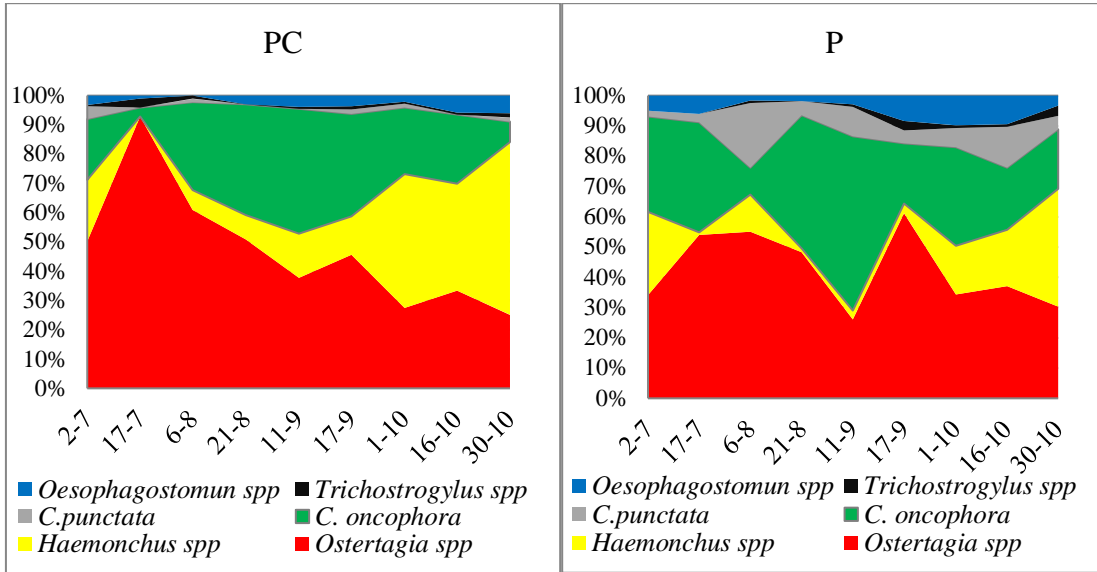 PC
100%
90%
80%
70%
60%
50%
40%
30%
20%
10%
0%
2-7
17-7
6-8
21-8
11-9
17-9
1-10
16-10
30-10
Oesophagostomun spp
Trichostrogylus spp
C.punctata
C. oncophora
Haemonchus spp
Ostertagia spp
P
100%
90%
80%
70%
60%
50%
40%
30%
20%
10%
0%
2-7
17-7
6-8
21-8
11-9
17-9
1-10
16-10
30-10
Oesophagostomun spp
Trichostrogylus spp
C.punctata
C. oncophora
Haemonchus spp
Ostertagia spp